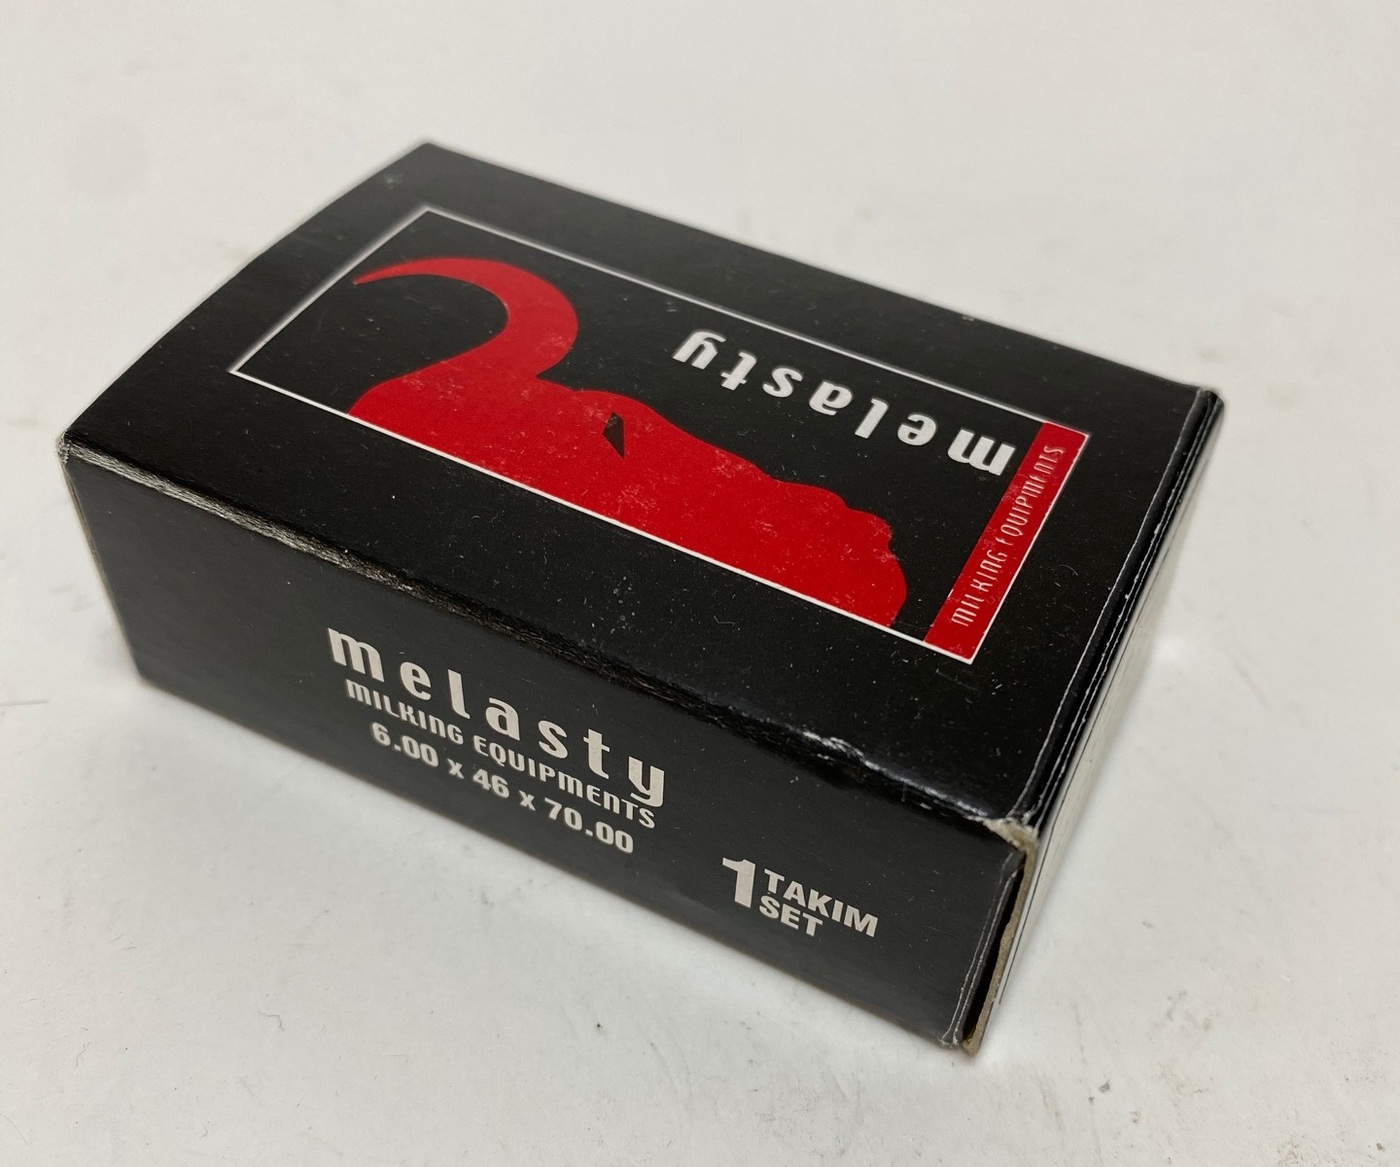 melasty
MILKING EQUIPMENTS
melasty
MILKING EQUIPMENTS
6.00 x 46 x 70.00
1 TAKIM
SET